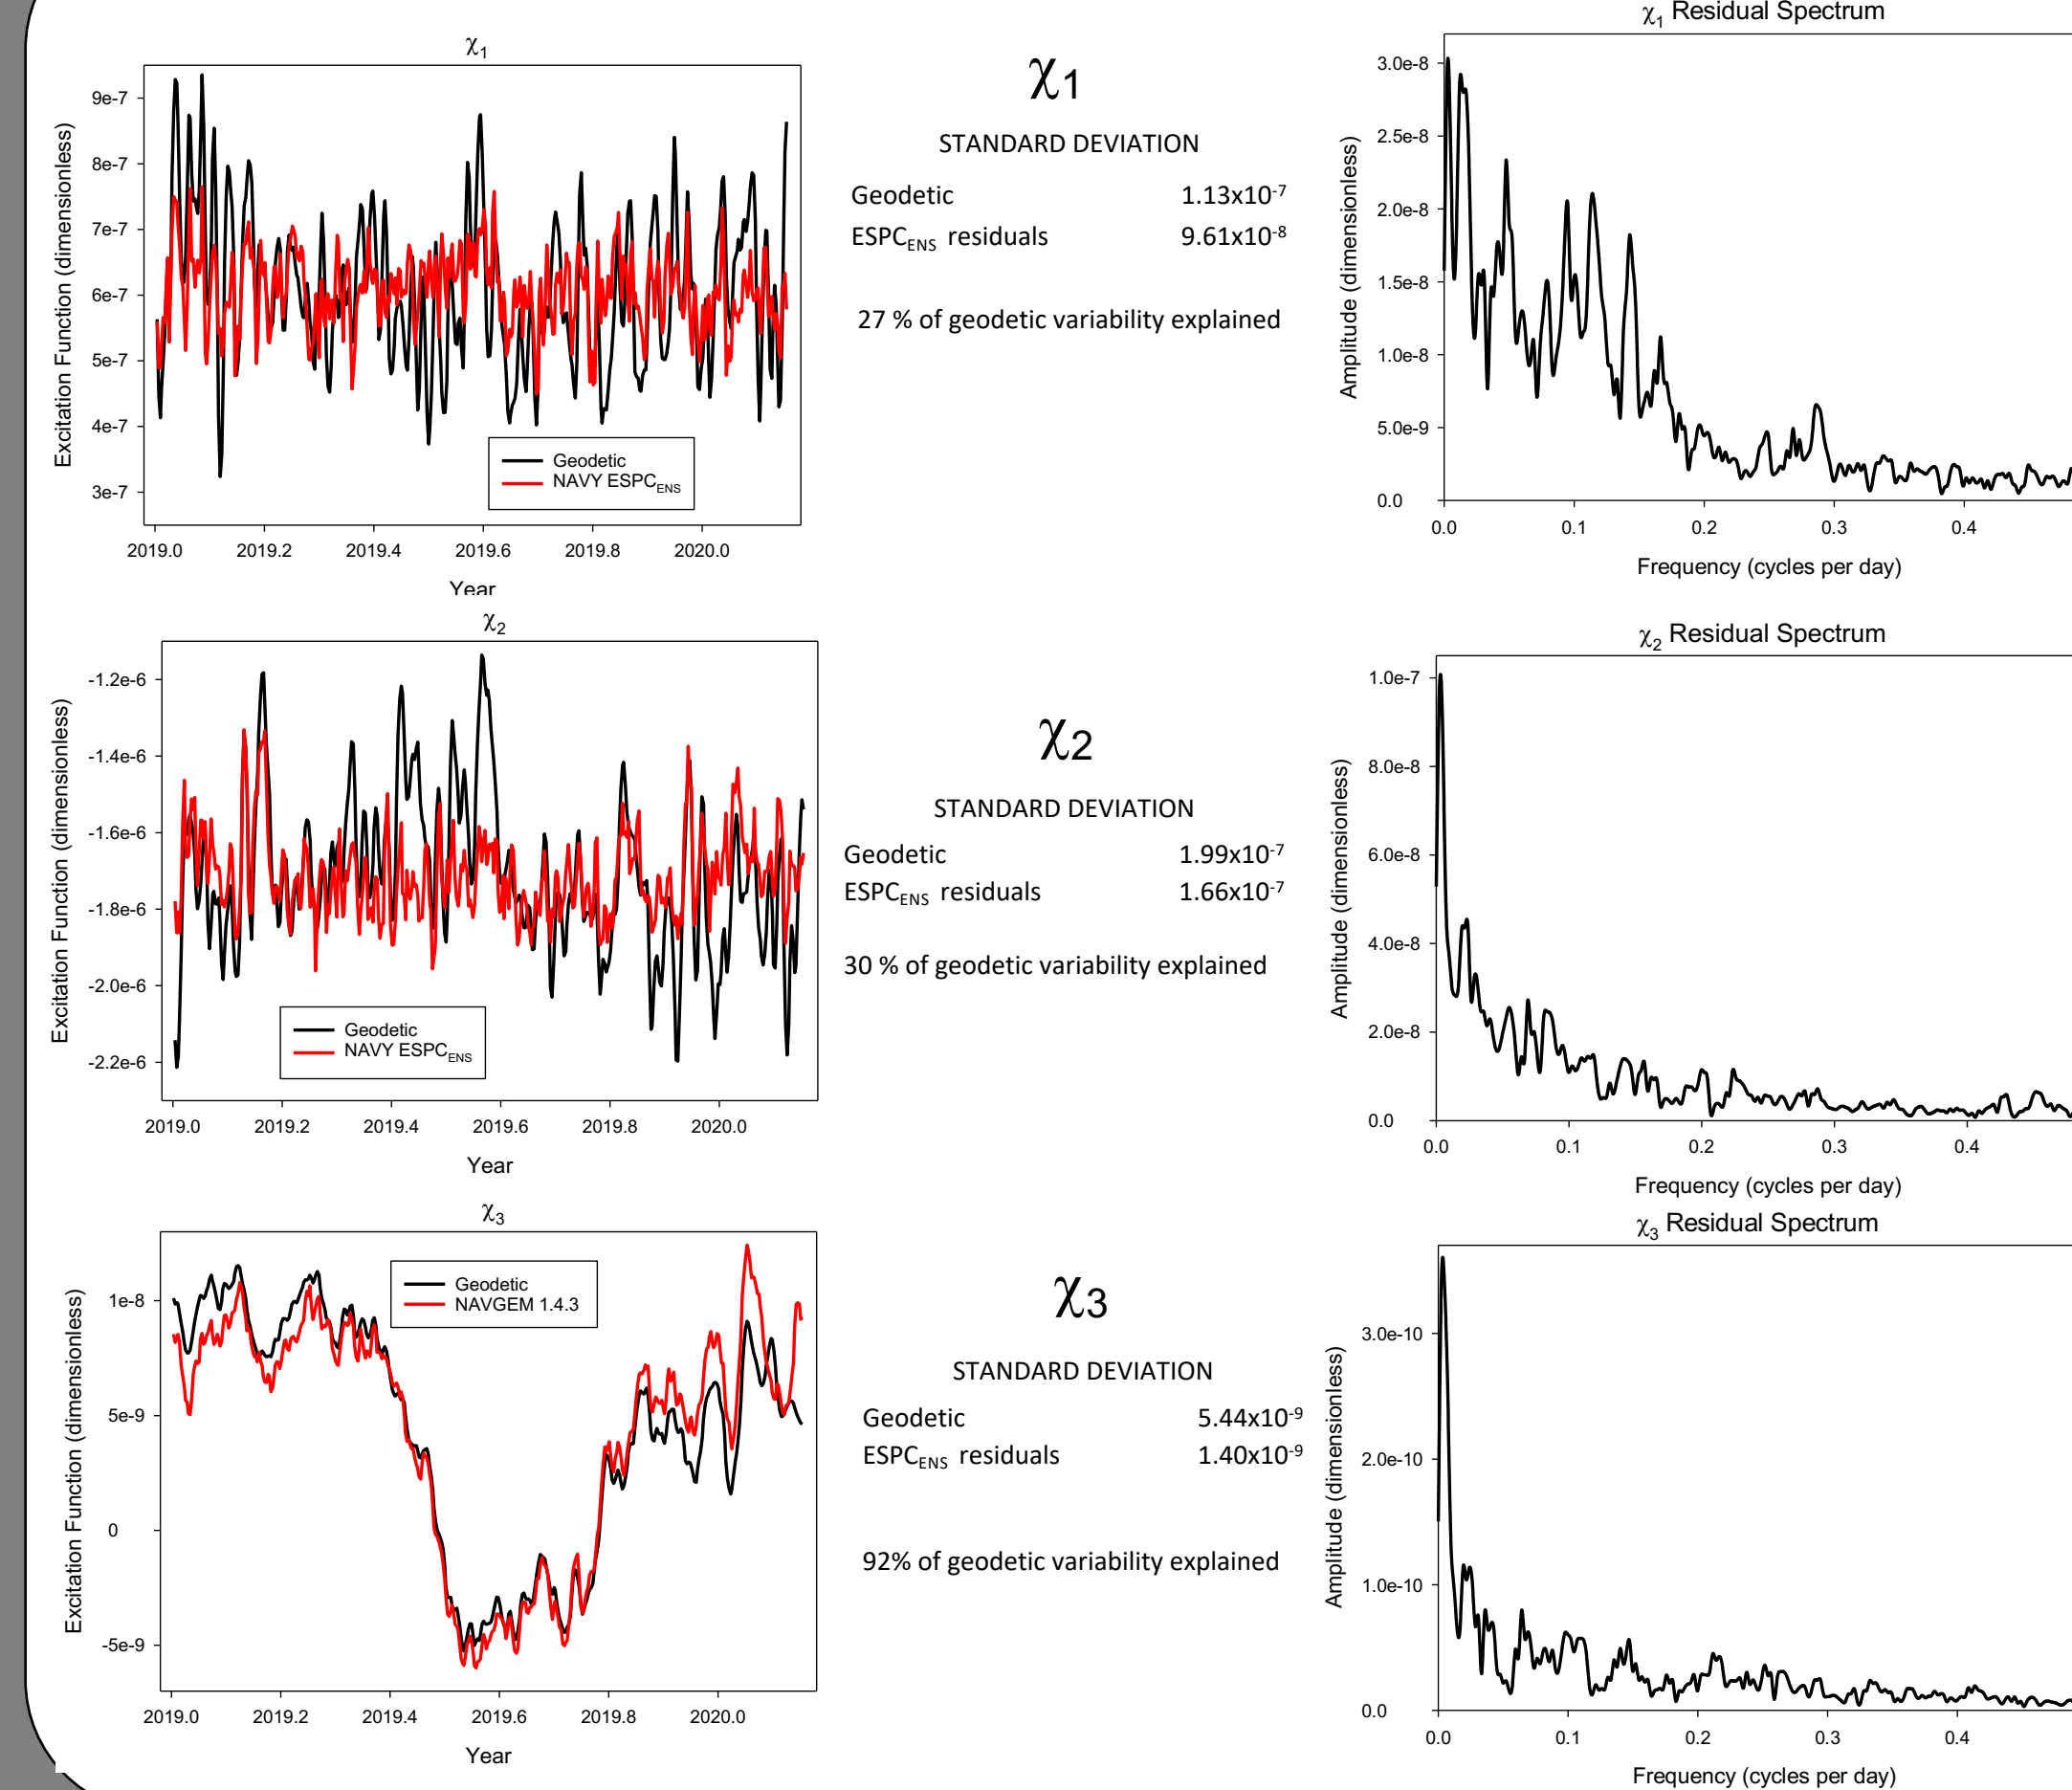 χ1
Excitation Function (dimensionless)
9e-7
8e-7
7e-7
6e-7
5e-7
4e-7
3e-7
Geodetic
NAVY ESPCENS
2019.0 2019.2 2019.4 2019.6 2019.8 2020.0
Year
χ1
STANDARD DEVIATION
Geodetic 1.13x10-7
ESPCENS residuals 9.61x10-8
27 % of geodetic variability explained
χ1 Residual Spectrum
Amplitude (dimensionless)
3.0e-8
2.5e-8
2.0e-8
1.5e-8
1.0e-8
5.0e-9
0.0
0.0 0.1 0.2 0.3 0.4
Frequency (cycles per day)
χ2
Excitation Function (dimensionless)
-1.2e-6
-1.4e-6
-1.6e-6
-1.8e-6
-2.0e-6
-2.2e-6
Geodetic
NAVY ESPCENS
2019.0 2019.2 2019.4 2019.6 2019.8 2020.0
Year
χ2
STANDARD DEVIATION
Geodetic 1.99x10-7
ESPCENS residuals 1.66x10-7
30 % of geodetic variability explained
χ2 Residual Spectrum
Amplitude (dimensionless)
1.0e-7
8.0e-8
6.0e-8
4.0e-8
2.0e-8
0.0
0.0 0.1 0.2 0.3 0.4
Frequency (cycles per day)
χ3
Excitation Function (dimensionless)
1e-8
5e-9
0
-5e-9
Geodetic
NAVGEM 1.4.3
2019.0 2019.2 2019.4 2019.6 2019.8 2020.0
Year
χ3
STANDARD DEVIATION
Geodetic 5.44x10-9
ESPCENS residuals 1.40x10-9
92% of geodetic variability explained
χ3 Residual Spectrum
Amplitude (dimensionless)
3.0e-10
2.0e-10
1.0e-10
0.0
0.0 0.1 0.2 0.3 0.4
Frequency (cycles per day)